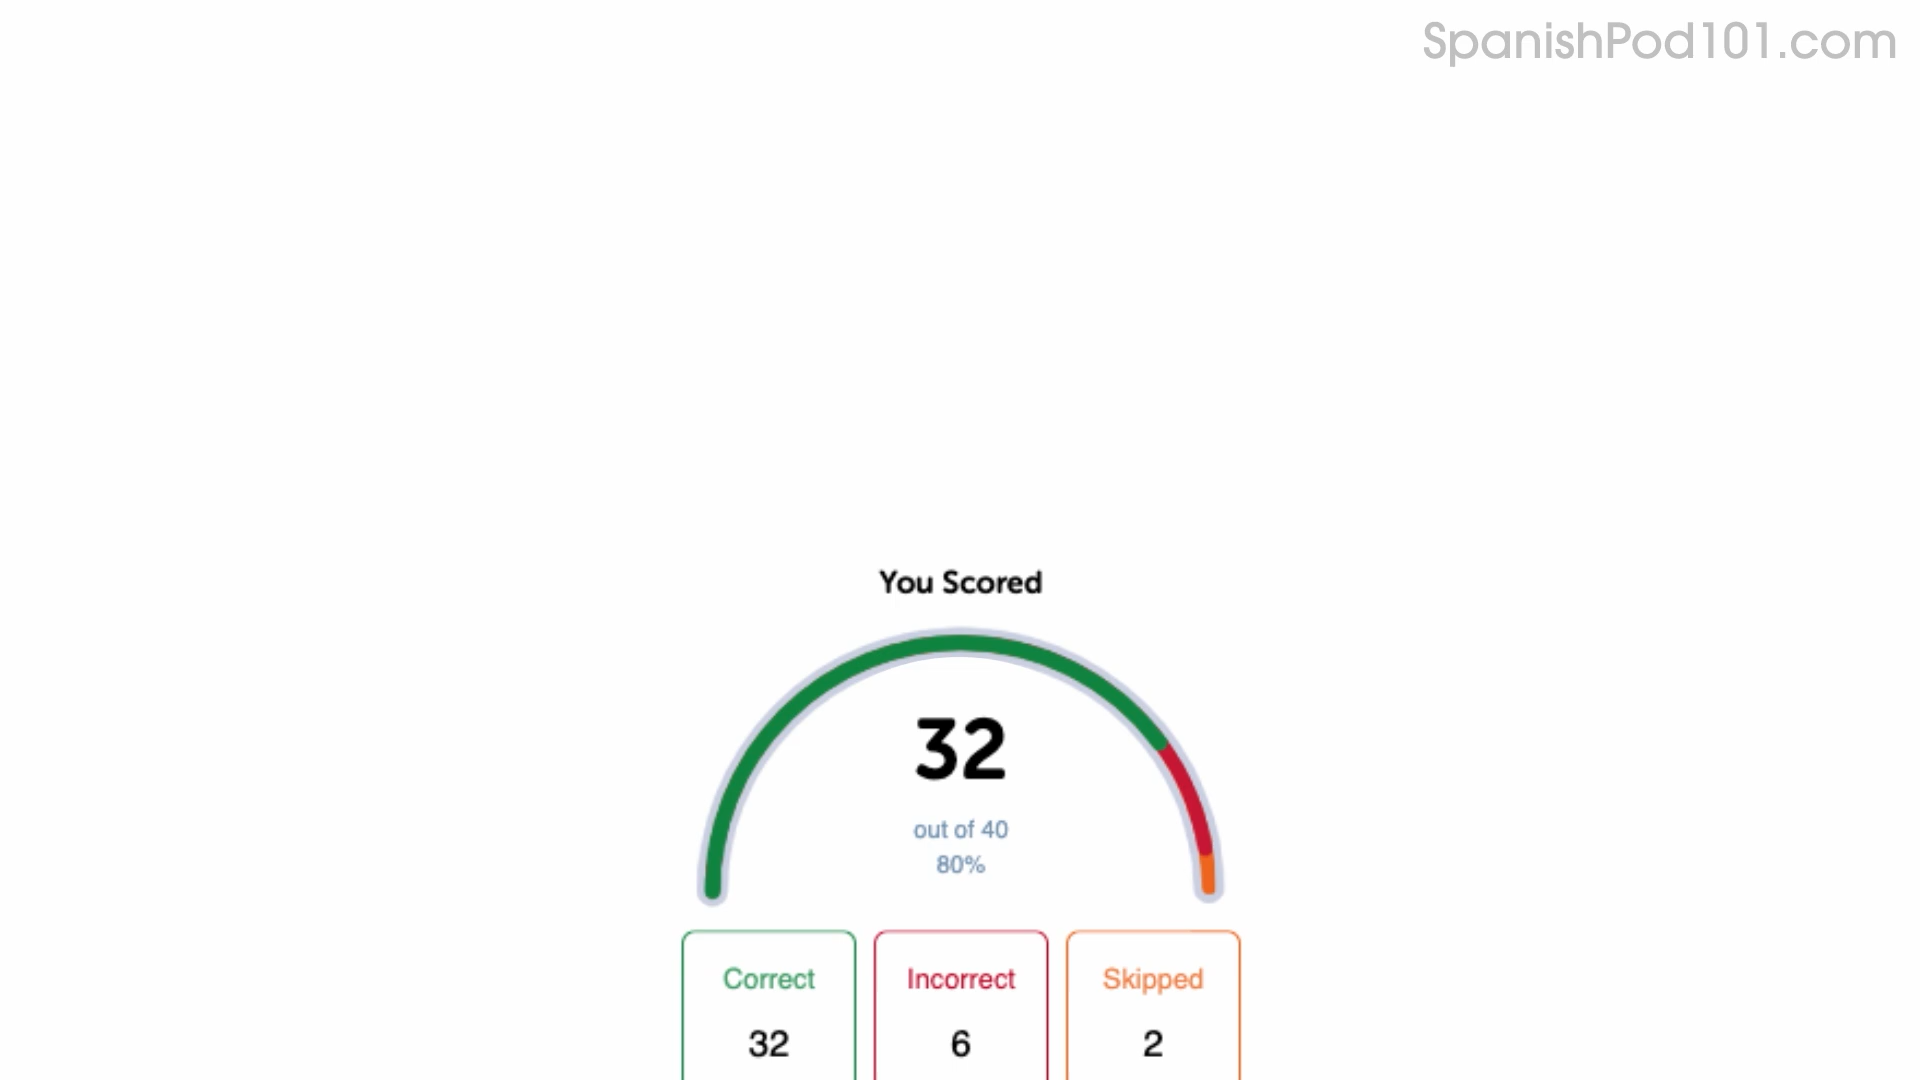 SpanishPod101.com
You Scored
32
out of 40
80%
Correct
Incorrect
Skipped
32
6
2